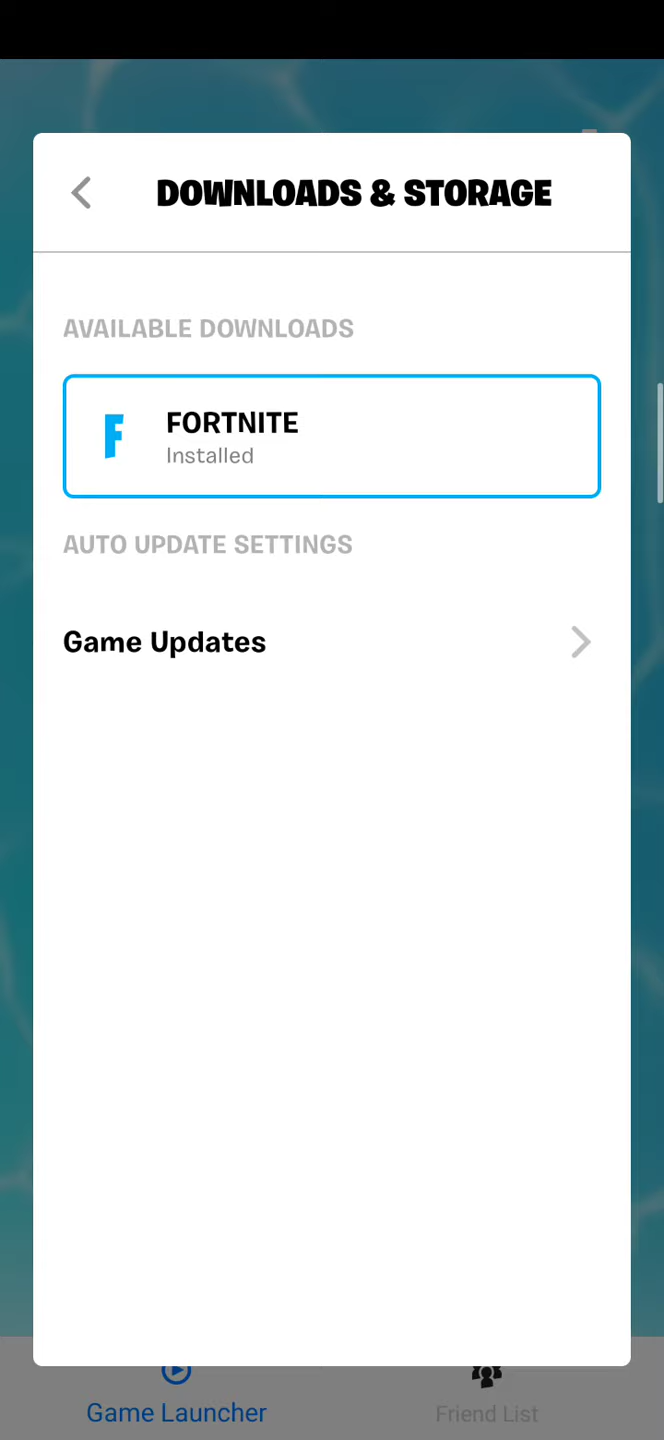 DOWNLOADS & STORAGE
AVAILABLE DOWNLOADS
FORTNITE
Installed
AUTO UPDATE SETTINGS
Game Updates
Game Launcher
Friend List